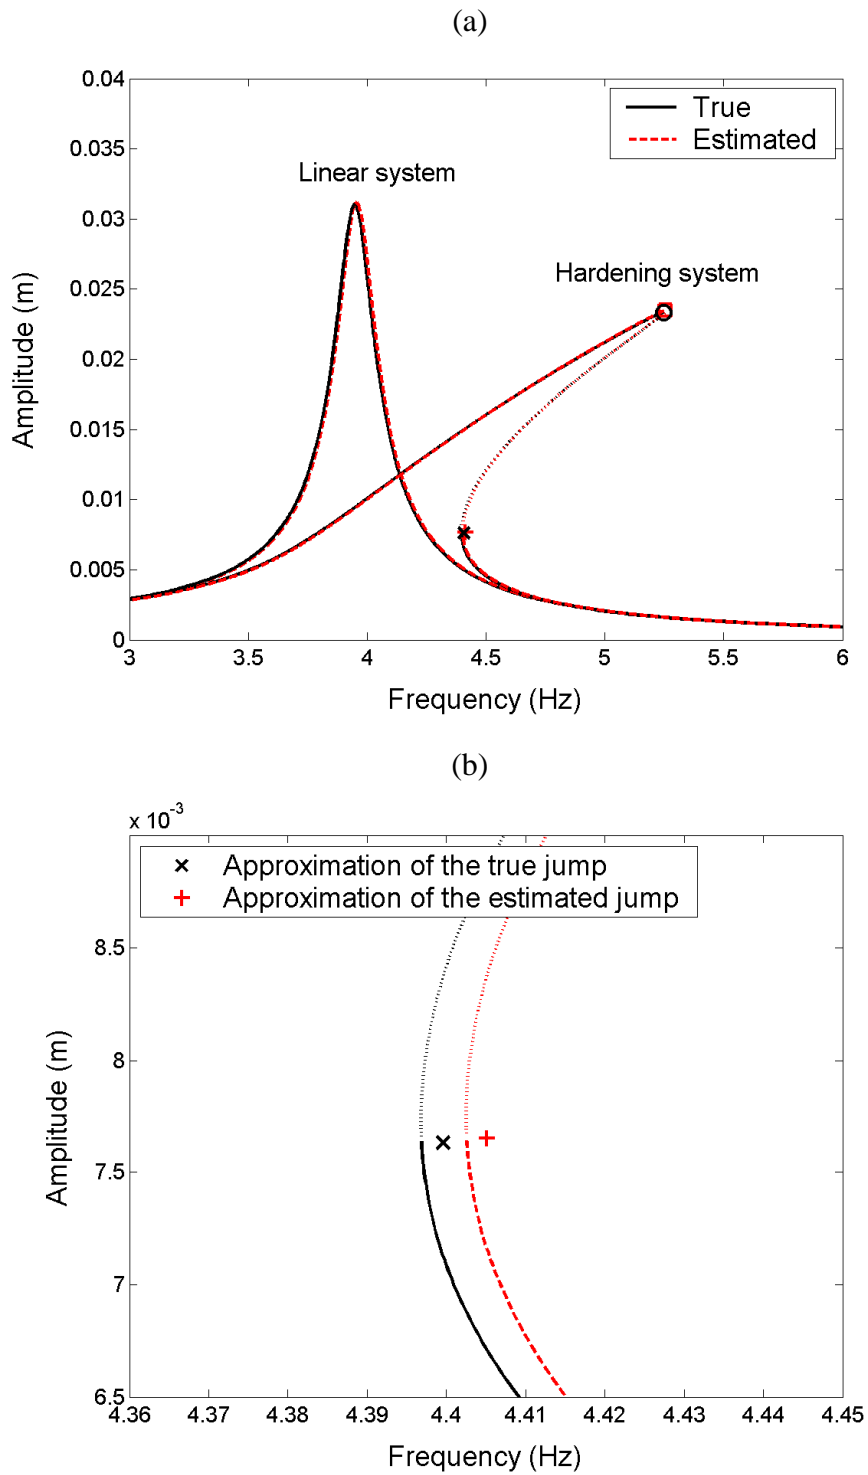 (a)
0.04
True
Estimated
0.035
Linear system
0.03
Hardening system
0.025
0.02
0.015
0.01
0.005
0
3 3.5 4 4.5 5 5.5 6
Amplitude (m)
Frequency (Hz)
(b)
x 10-3
Approximation of the true jump
Approximation of the estimated jump
8.5
8
7.5
7
6.5
4.36 4.37 4.38 4.39 4.4 4.41 4.42 4.43 4.44 4.45
Amplitude (m)
Frequency (Hz)